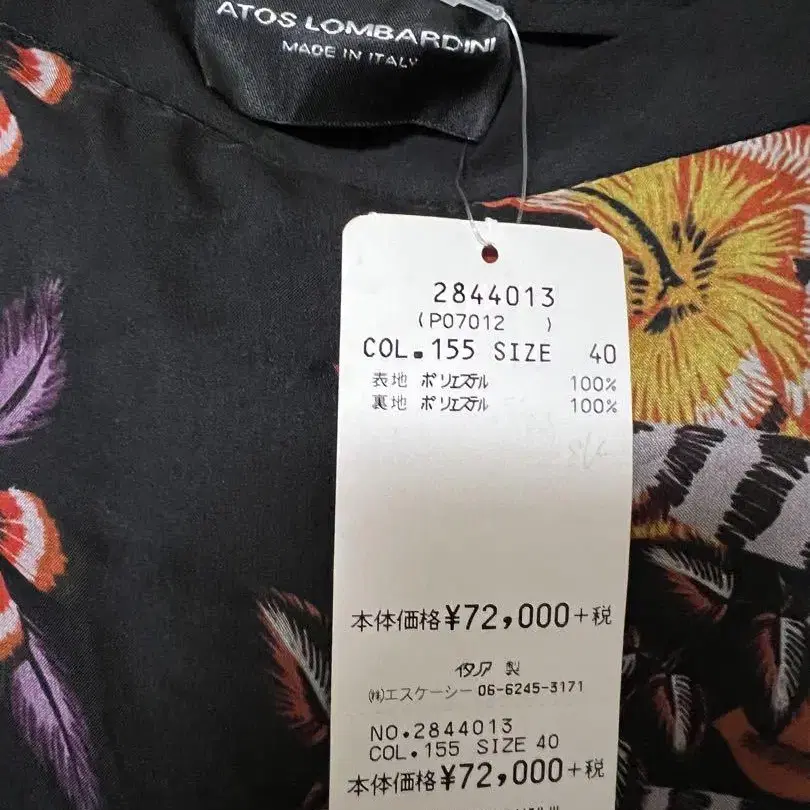 ATOS LOMBARDINI
MADE IN ITALY
2844013
(P07012 )
COL.155 SIZE 40
表地 ポリエステル 100%
裏地 ポリエステル 100%
本体価格¥72,000+税
イタリア 製
㈱エスケーシー 06-6245-3171
NO.2844013
COL.155 SIZE 40
本体価格¥72,000+税